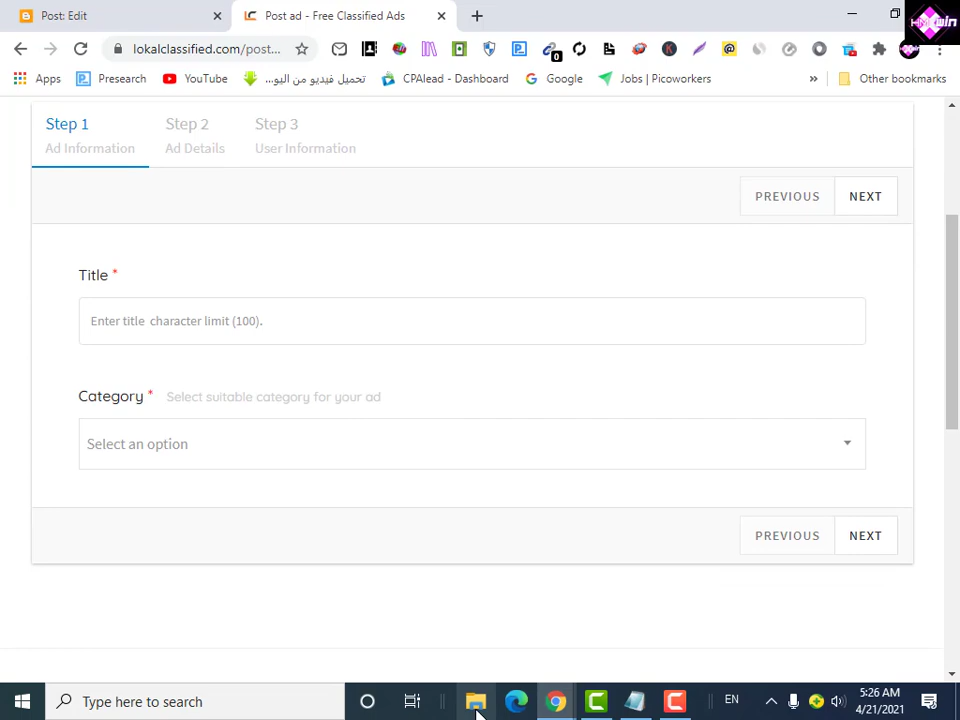 Post: Edit
Post ad - Free Classified Ads
HMEwin
lokalclassified.com/post...
0
Apps
Presearch
YouTube
تحميل فيديو من اليو...
CPAlead - Dashboard
Google
Jobs | Picoworkers
Other bookmarks
Step 1
Ad Information
Step 2
Ad Details
Step 3
User Information
PREVIOUS
NEXT
Title *
Enter title character limit (100).
Category * Select suitable category for your ad
Select an option
PREVIOUS
NEXT
Type here to search
EN
5:26 AM
4/21/2021